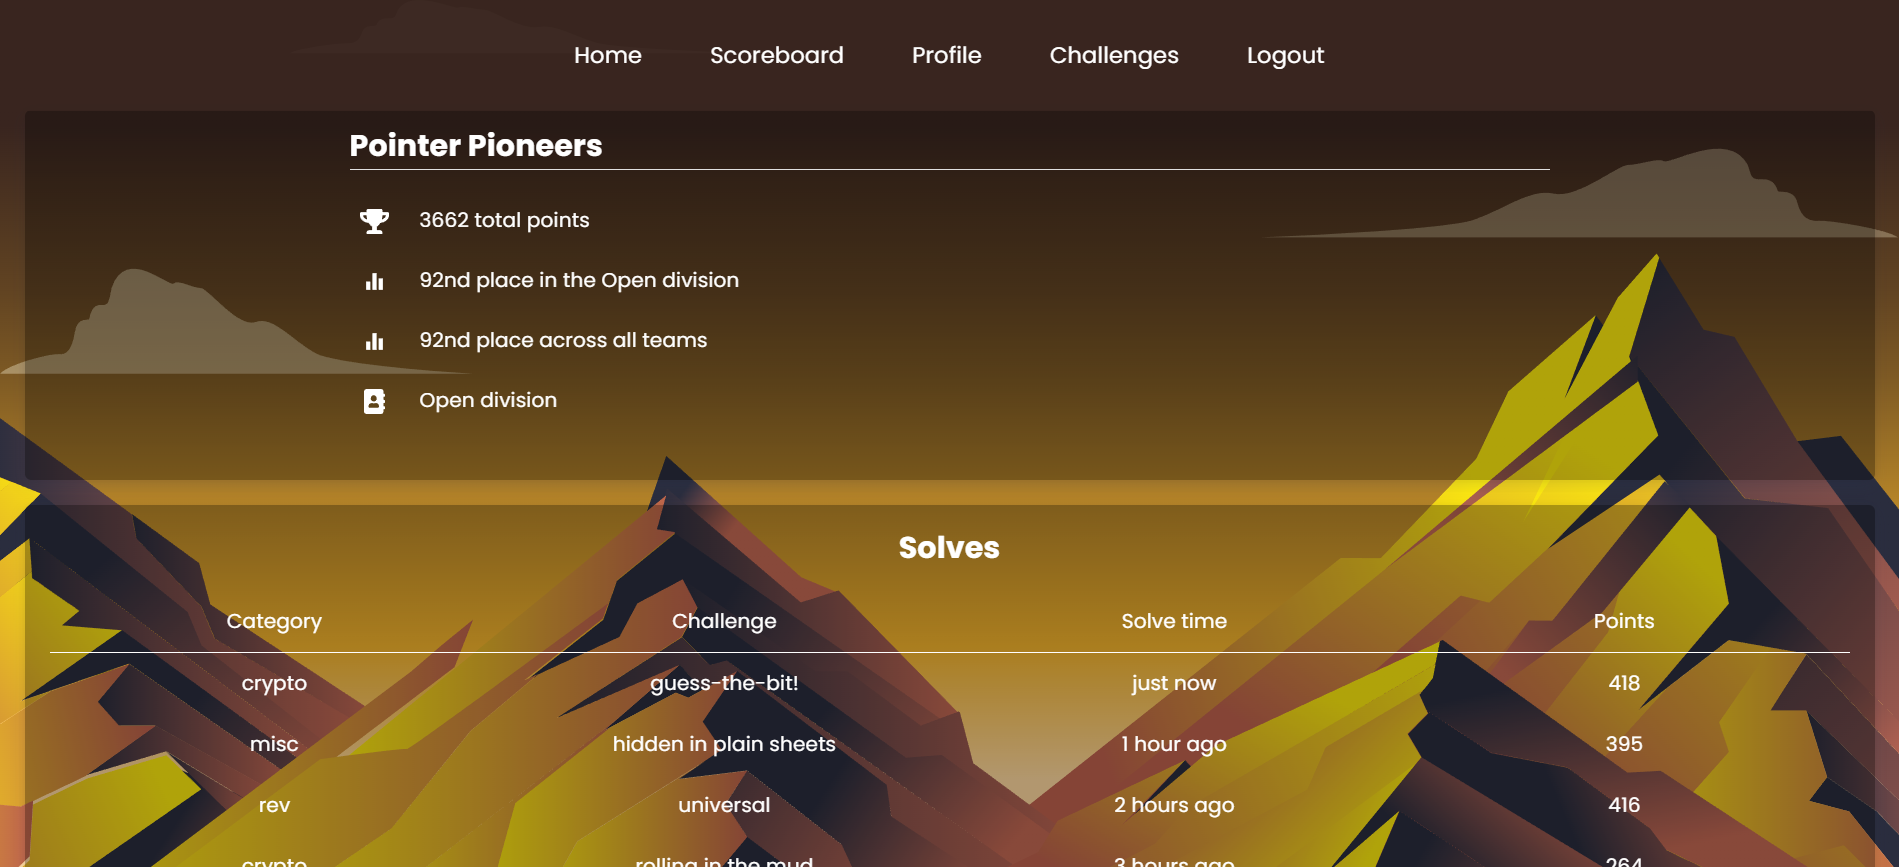 Home Scoreboard Profile Challenges Logout
Pointer Pioneers
3662 total points
92nd place in the Open division
92nd place across all teams
Open division
Solves
Category Challenge Solve time Points
crypto guess-the-bit! just now 418
misc hidden in plain sheets 1 hour ago 395
rev universal 2 hours ago 416
crypto rolling in the mud 3 hours ago 264